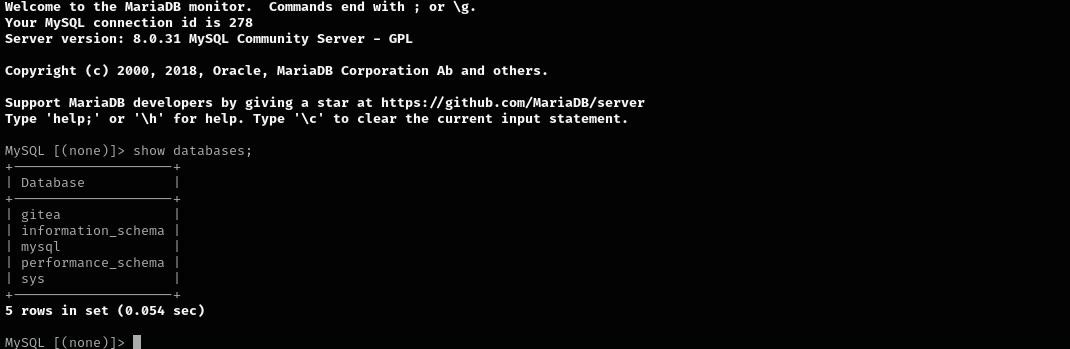 Welcome to the MariaDB monitor.  Commands end with ; or \g.
Your MySQL connection id is 278
Server version: 8.0.31 MySQL Community Server - GPL
Copyright (c) 2000, 2018, Oracle, MariaDB Corporation Ab and others.
Support MariaDB developers by giving a star at https://github.com/MariaDB/server
Type 'help;' or '\h' for help. Type '\c' to clear the current input statement.
MySQL [(none)]> show databases;
+--------------------+
| Database           |
+--------------------+
| gitea              |
| information_schema |
| mysql              |
| performance_schema |
| sys                |
+--------------------+
5 rows in set (0.054 sec)
MySQL [(none)]>